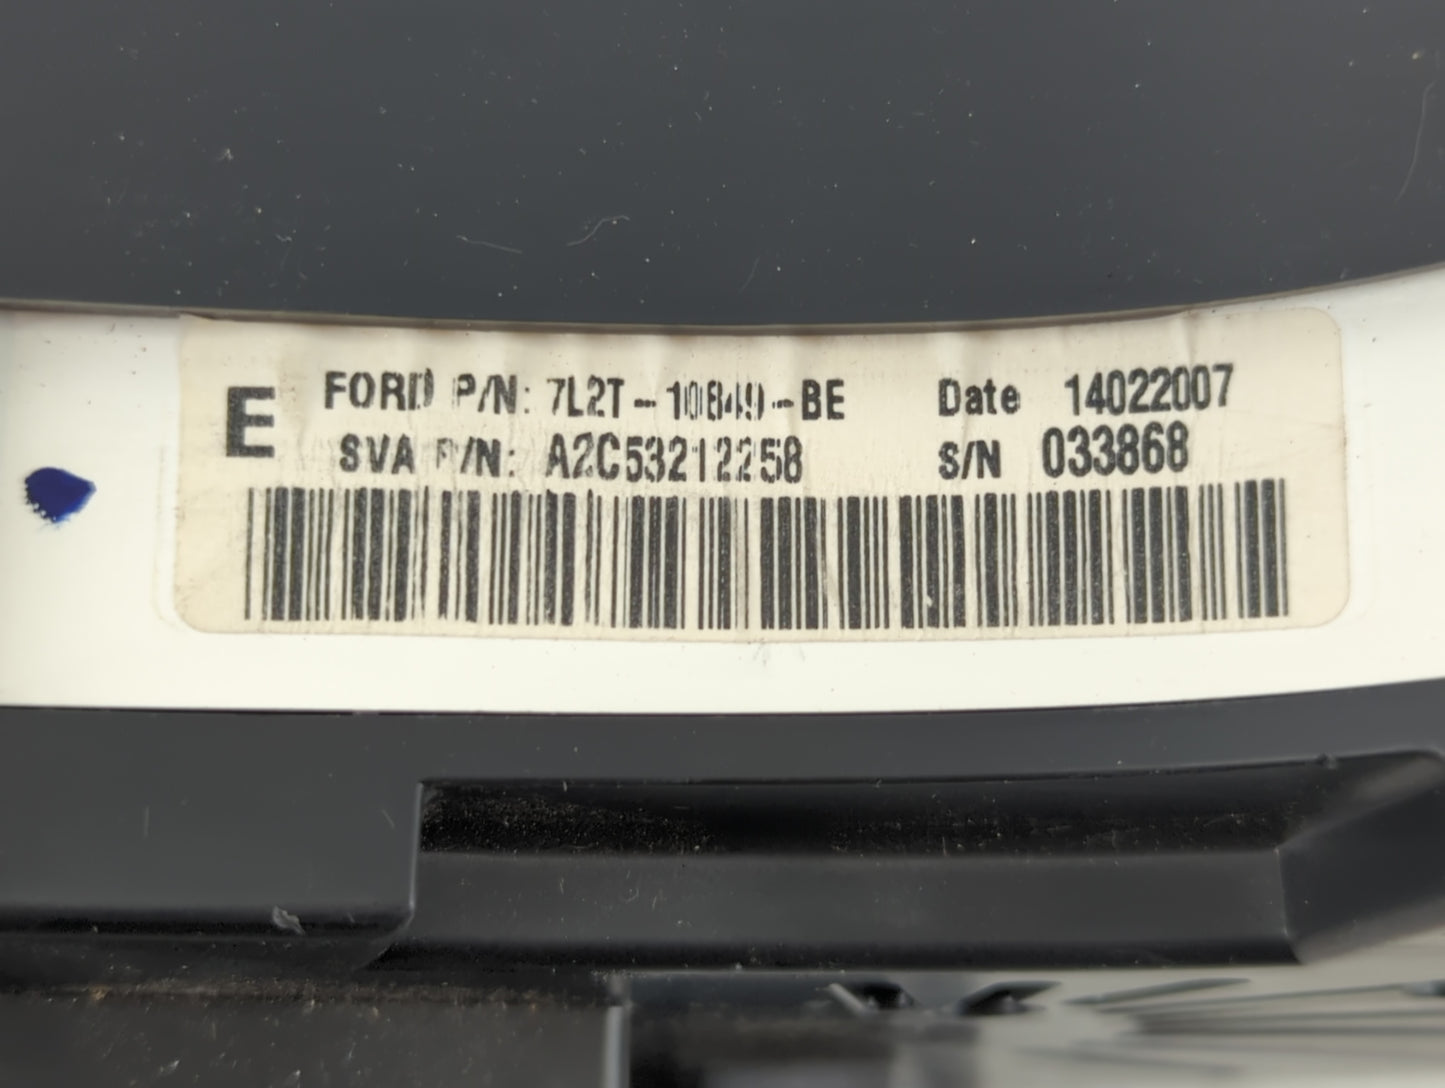 E
FORD P/N: 7L2T-10849-BE Date 14022007
SVA P/N: A2C53212258 S/N 033868